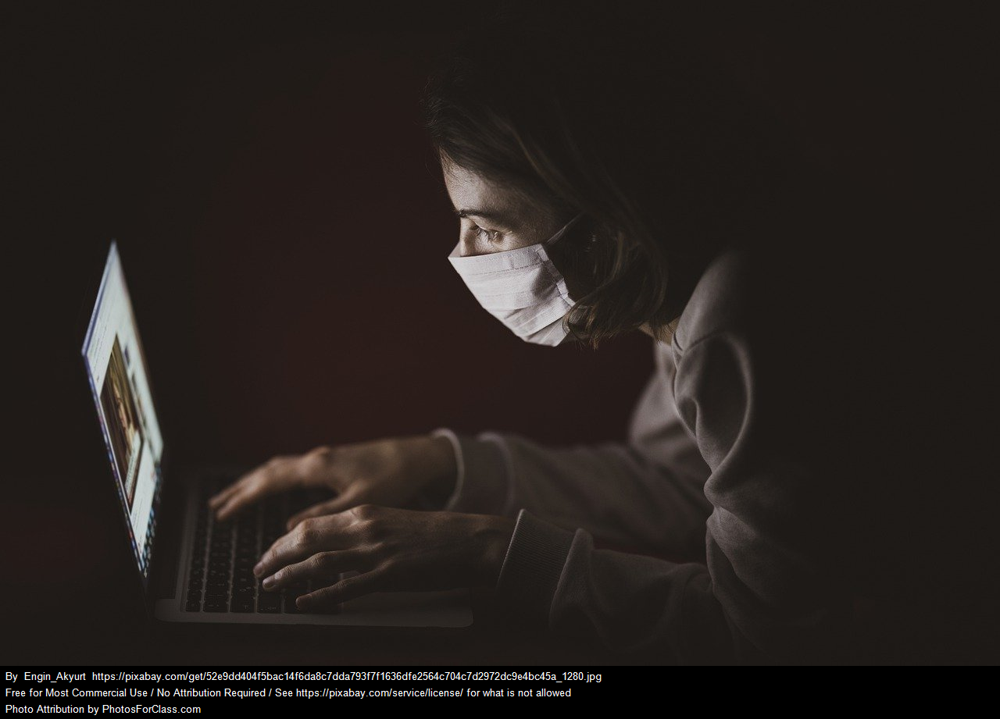 By Engin_Akyurt https://pixabay.com/get/52e9dd404f5bac14f6da8c7dda793f7f1636dfe2564c704c7d2972dc9e4bc45a_1280.jpg
Free for Most Commercial Use / No Attribution Required / See https://pixabay.com/service/license/ for what is not allowed
Photo Attribution by PhotosForClass.com